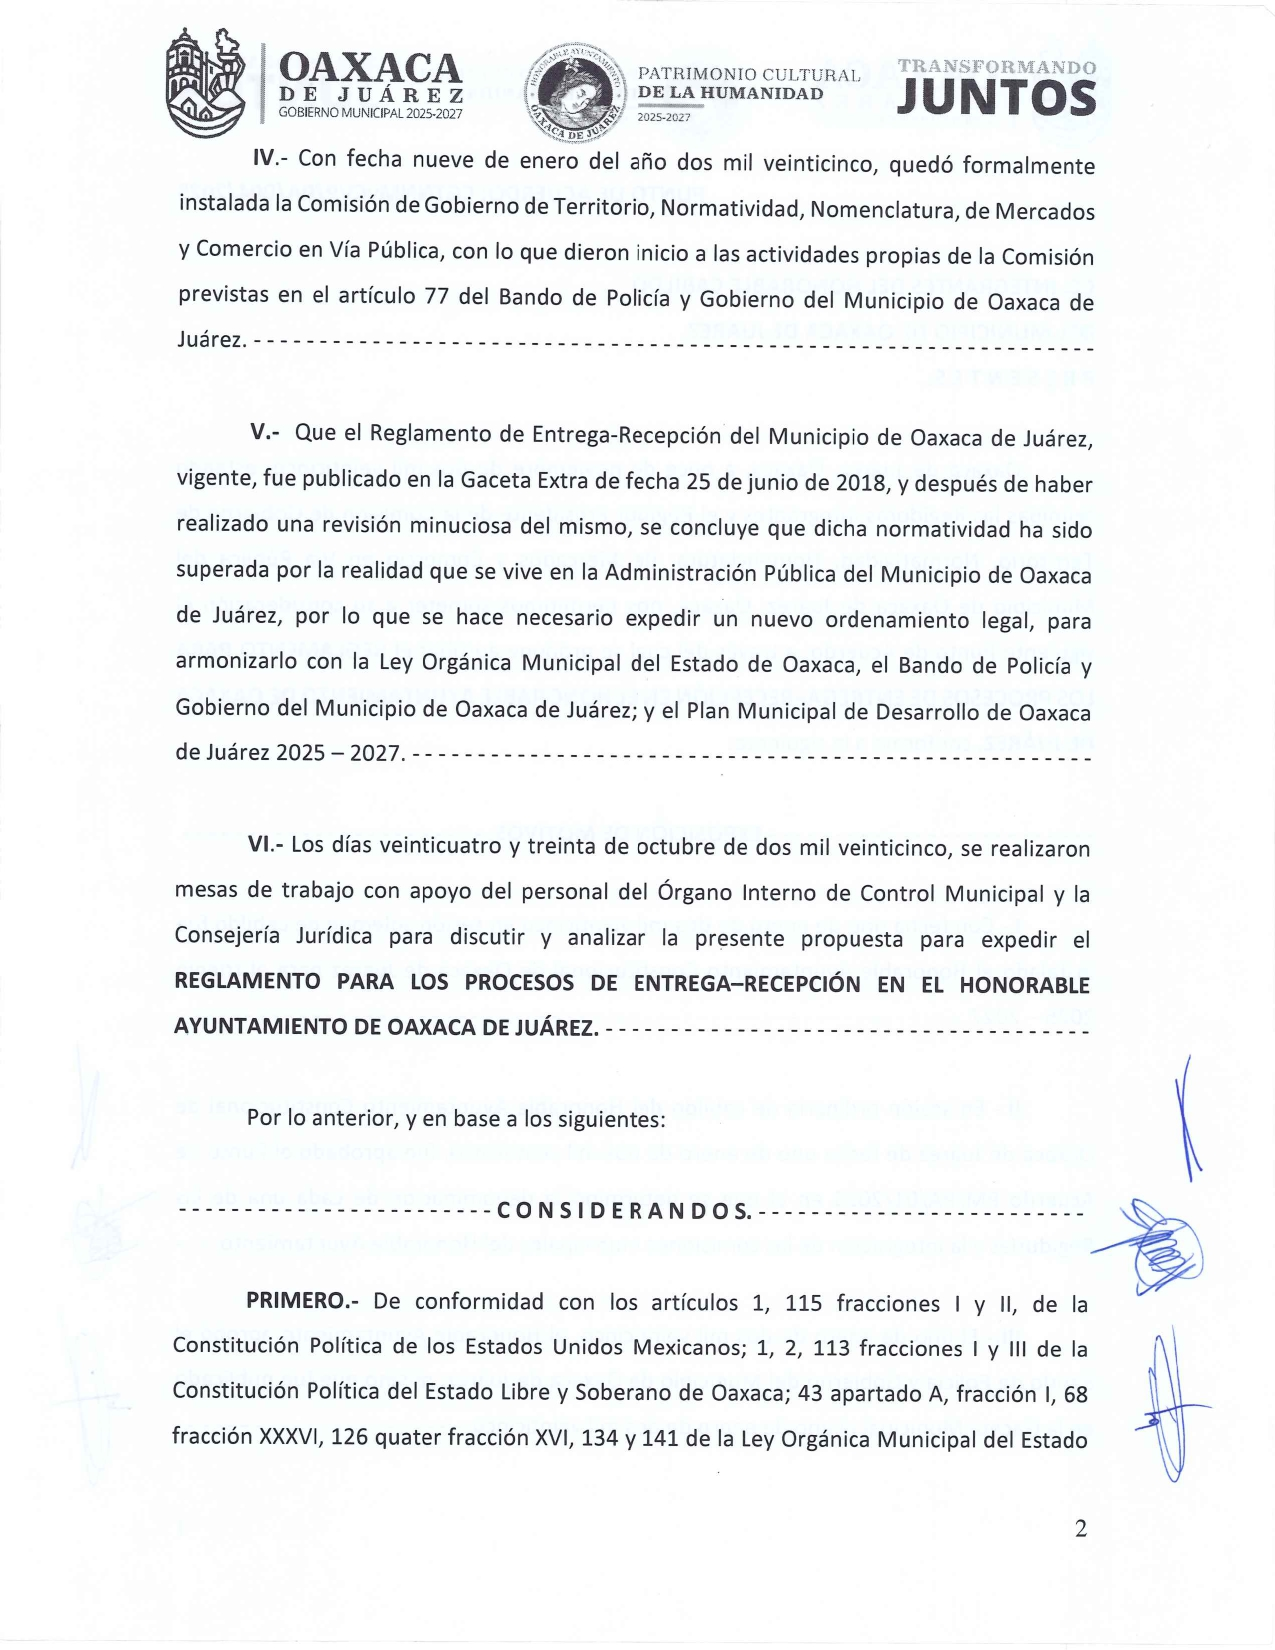 OAXACA
DE JUÁREZ
GOBIERNO MUNICIPAL 2025-2027
HONORABLE AYUNTAMIENTO
OAXACA DE JUÁREZ
PATRIMONIO CULTURAL
DE LA HUMANIDAD
2025-2027
TRANSFORMANDO
JUNTOS
IV.- Con fecha nueve de enero del año dos mil veinticinco, quedó formalmente
instalada la Comisión de Gobierno de Territorio, Normatividad, Nomenclatura, de Mercados
y Comercio en Vía Pública, con lo que dieron inicio a las actividades propias de la Comisión
previstas en el artículo 77 del Bando de Policía y Gobierno del Municipio de Oaxaca de
Juárez. - - - - - - - - - - - - - - - - - - - - - - - - - - - - - - - - - - - - - - - - - - - - - - - - - - - - - - - - - - - - - - - -
V.- Que el Reglamento de Entrega-Recepción del Municipio de Oaxaca de Juárez,
vigente, fue publicado en la Gaceta Extra de fecha 25 de junio de 2018, y después de haber
realizado una revisión minuciosa del mismo, se concluye que dicha normatividad ha sido
superada por la realidad que se vive en la Administración Pública del Municipio de Oaxaca
de Juárez, por lo que se hace necesario expedir un nuevo ordenamiento legal, para
armonizarlo con la Ley Orgánica Municipal del Estado de Oaxaca, el Bando de Policía y
Gobierno del Municipio de Oaxaca de Juárez; y el Plan Municipal de Desarrollo de Oaxaca
de Juárez 2025 – 2027. - - - - - - - - - - - - - - - - - - - - - - - - - - - - - - - - - - - - - - - - - - - - - - - - - - - -
VI.- Los días veinticuatro y treinta de octubre de dos mil veinticinco, se realizaron
mesas de trabajo con apoyo del personal del Órgano Interno de Control Municipal y la
Consejería Jurídica para discutir y analizar la presente propuesta para expedir el
REGLAMENTO PARA LOS PROCESOS DE ENTREGA–RECEPCIÓN EN EL HONORABLE
AYUNTAMIENTO DE OAXACA DE JUÁREZ. - - - - - - - - - - - - - - - - - - - - - - - - - - - - - - - - - - - - -
Por lo anterior, y en base a los siguientes:
- - - - - - - - - - - - - - - - - - - - - - - - C O N S I D E R A N D O S. - - - - - - - - - - - - - - - - - - - - - - - - -
PRIMERO.- De conformidad con los artículos 1, 115 fracciones I y II, de la
Constitución Política de los Estados Unidos Mexicanos; 1, 2, 113 fracciones I y III de la
Constitución Política del Estado Libre y Soberano de Oaxaca; 43 apartado A, fracción I, 68
fracción XXXVI, 126 quater fracción XVI, 134 y 141 de la Ley Orgánica Municipal del Estado
2